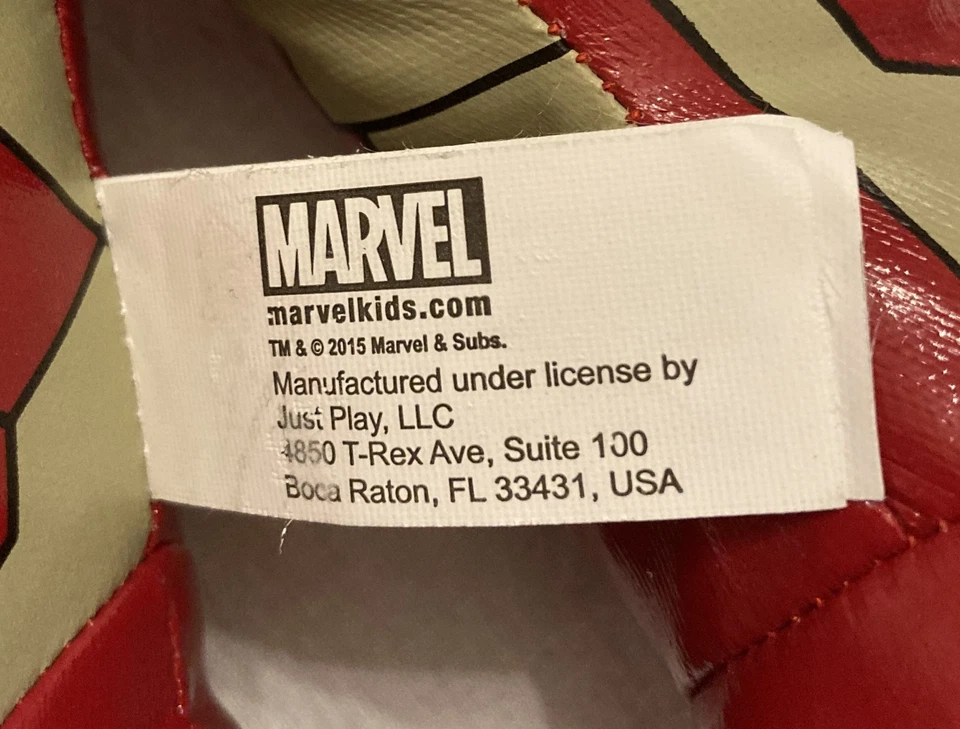 MARVEL
marvelkids.com
TM & © 2015 Marvel & Subs.
Manufactured under license by
Just Play, LLC
4850 T-Rex Ave, Suite 100
Boca Raton, FL 33431, USA